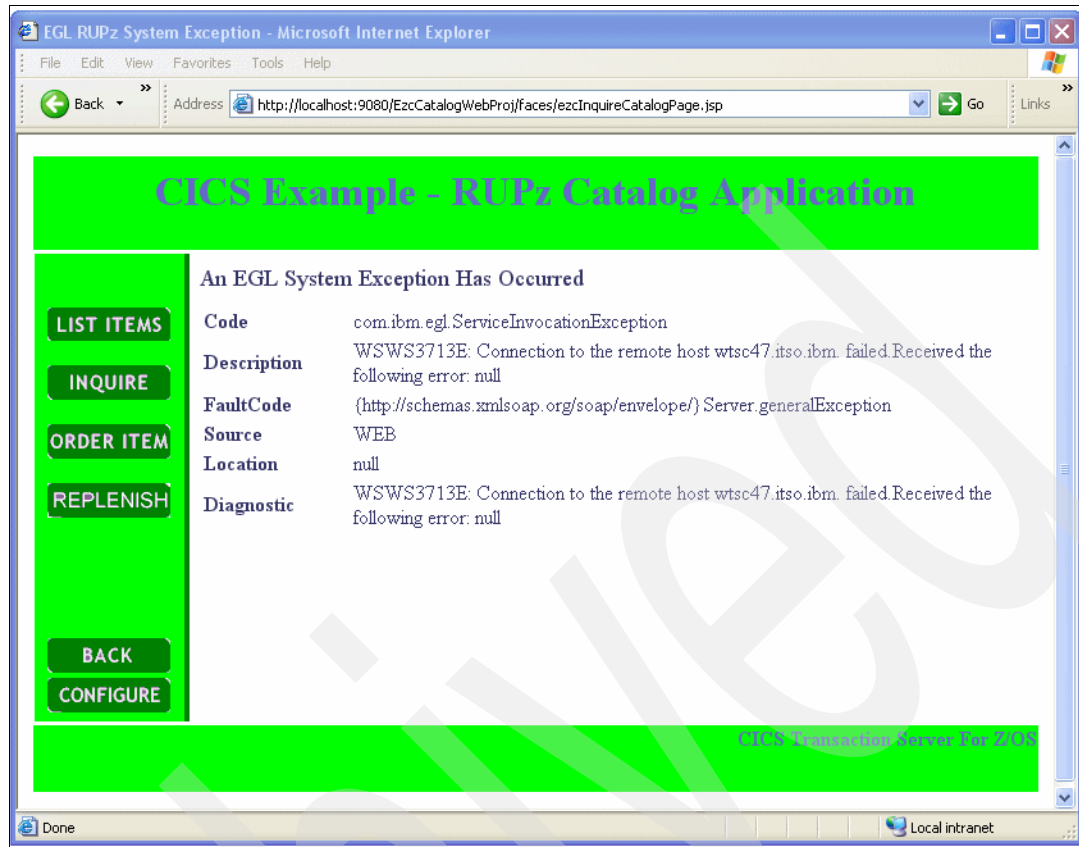 EGL RUPz System Exception - Microsoft Internet Explorer
File Edit View Favorites Tools Help
Back » Address http://localhost:9080/EzcCatalogWebProj/faces/ezcInquireCatalogPage.jsp Go Links »
CICS Example - RUPz Catalog Application
An EGL System Exception Has Occurred
LIST ITEMS
INQUIRE
ORDER ITEM
REPLENISH
BACK
CONFIGURE
Code com.ibm.egl.ServiceInvocationException
Description WSWS3713E: Connection to the remote host wtsc47.itso.ibm. failed.Received the
following error: null
FaultCode {http://schemas.xmlsoap.org/soap/envelope/}Server.generalException
Source WEB
Location null
Diagnostic WSWS3713E: Connection to the remote host wtsc47.itso.ibm. failed.Received the
following error: null
CICS Transaction Server For Z/OS
Done Local intranet